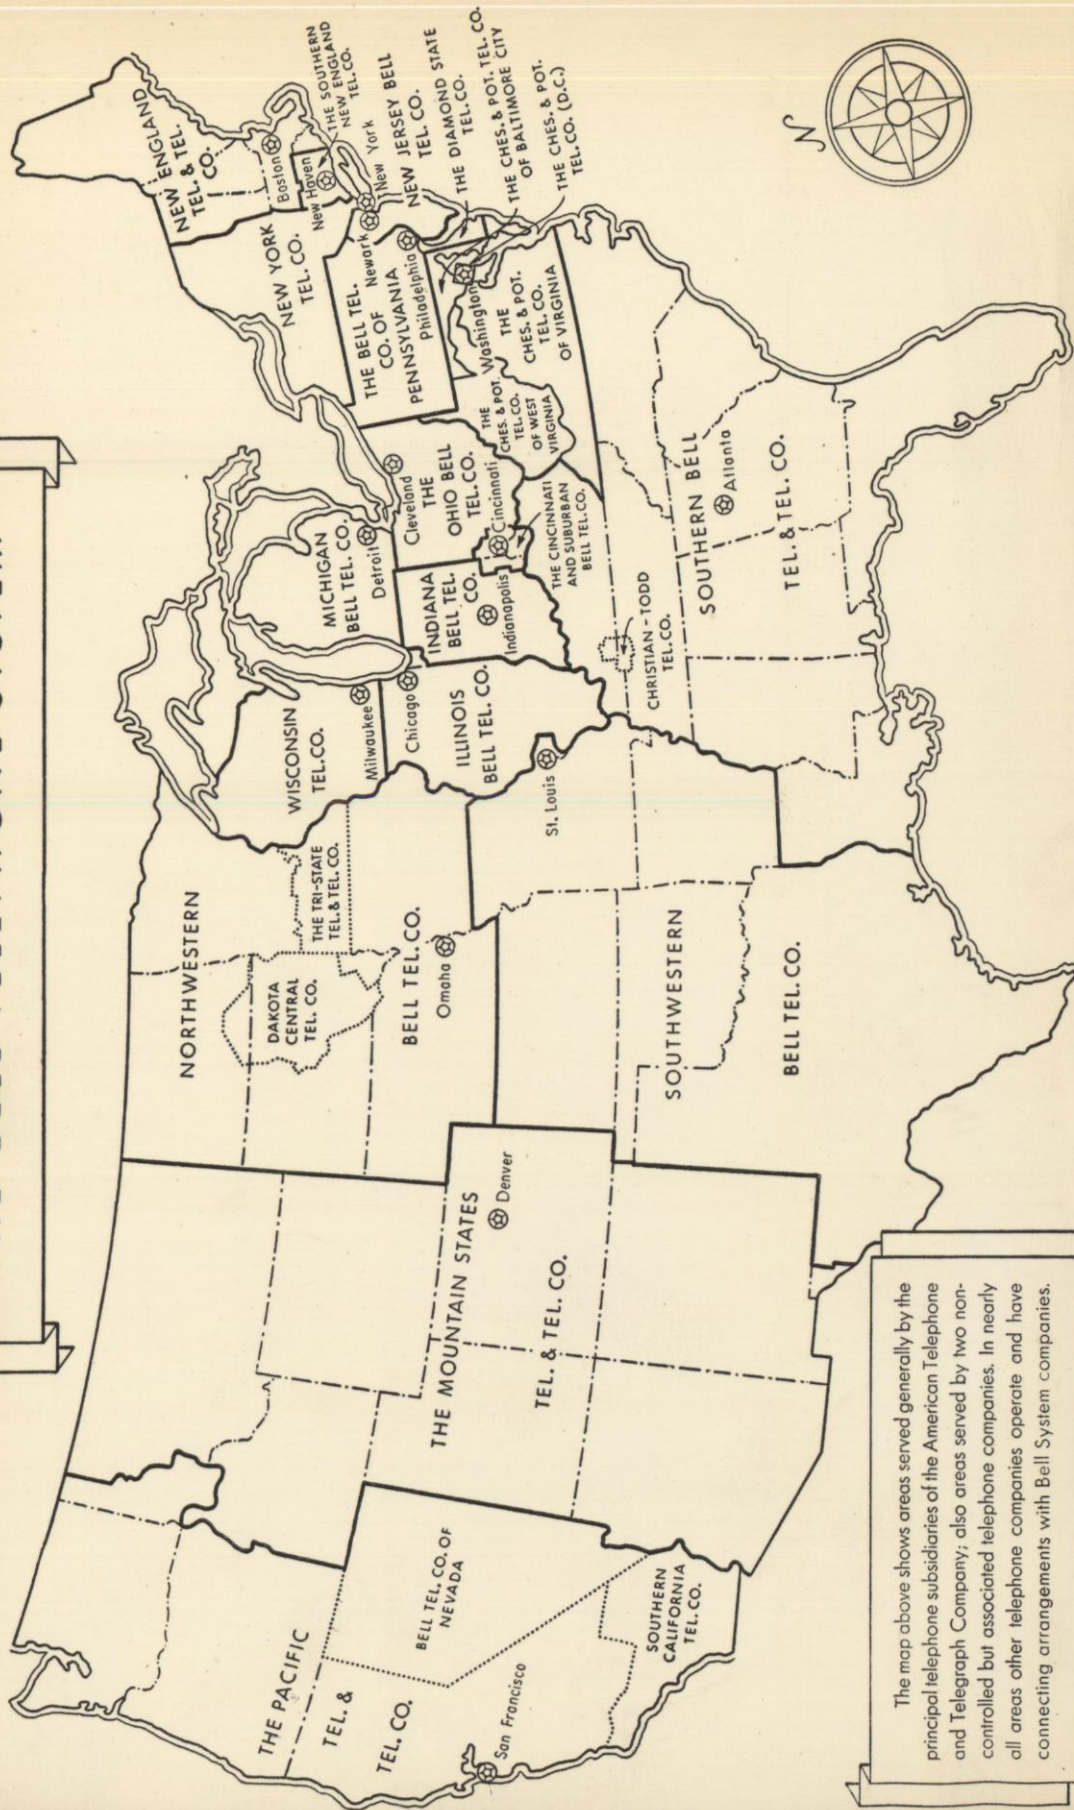 NEW ENGLAND
TEL. & TEL.
CO.
Boston
THE SOUTHERN
NEW ENGLAND
TEL. CO.
New Haven
NEW YORK
TEL. CO.
New York
Newark
NEW JERSEY BELL
TEL. CO.
THE BELL TEL.
CO. OF
PENNSYLVANIA
Philadelphia
THE DIAMOND STATE
TEL. CO.
THE CHES. & POT. TEL. CO.
OF BALTIMORE CITY
THE CHES. & POT.
TEL. CO. (D.C.)
Washington
THE
CHES. & POT.
TEL. CO.
OF VIRGINIA
THE
CHES. & POT.
TEL. CO.
OF WEST
VIRGINIA
Cleveland
THE
OHIO BELL
TEL. CO.
Cincinnati
THE CINCINNATI
AND SUBURBAN
BELL TEL. CO.
MICHIGAN
BELL TEL. CO.
Detroit
INDIANA
BELL TEL.
CO.
Indianapolis
WISCONSIN
TEL. CO.
Milwaukee
Chicago
ILLINOIS
BELL TEL. CO.
St. Louis
CHRISTIAN-TODD
TEL. CO.
SOUTHERN BELL
Atlanta
TEL. & TEL. CO.
NORTHWESTERN
THE TRI-STATE
TEL. & TEL. CO.
DAKOTA
CENTRAL
TEL. CO.
BELL TEL. CO.
Omaha
SOUTHWESTERN
BELL TEL. CO.
THE MOUNTAIN STATES
Denver
TEL. & TEL. CO.
THE PACIFIC
TEL. &
TEL. CO.
San Francisco
BELL TEL. CO. OF
NEVADA
SOUTHERN
CALIFORNIA
TEL. CO.
N
The map above shows areas served generally by the
principal telephone subsidiaries of the American Telephone
and Telegraph Company; also areas served by two non-
controlled but associated telephone companies. In nearly
all areas other telephone companies operate and have
connecting arrangements with Bell System companies.